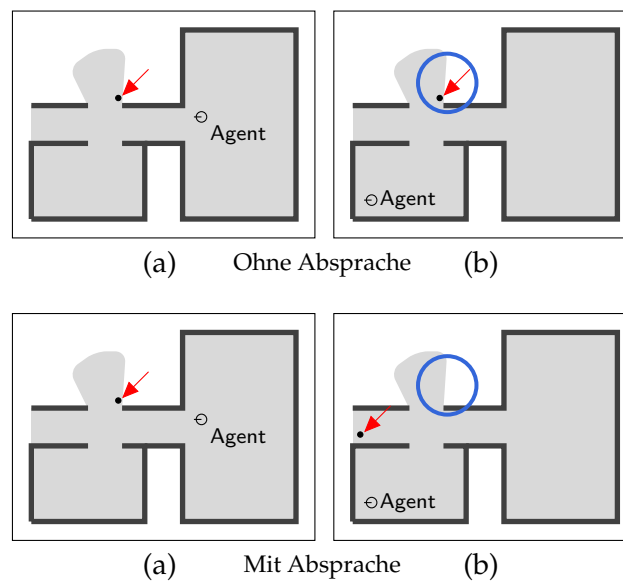 Agent
Agent
(a) Ohne Absprache (b)
Agent
Agent
(a) Mit Absprache (b)